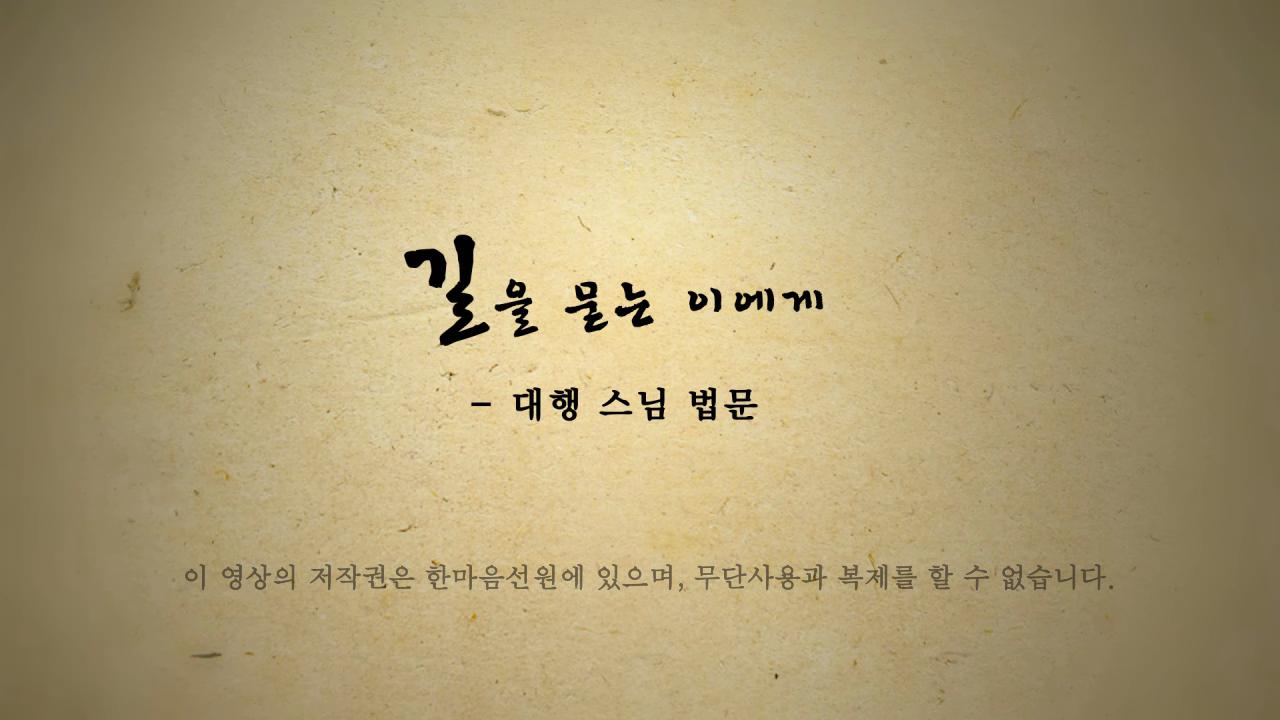 길을 묻는 이에게
- 대행 스님 법문
이 영상의 저작권은 한마음선원에 있으며, 무단사용과 복제를 할 수 없습니다.